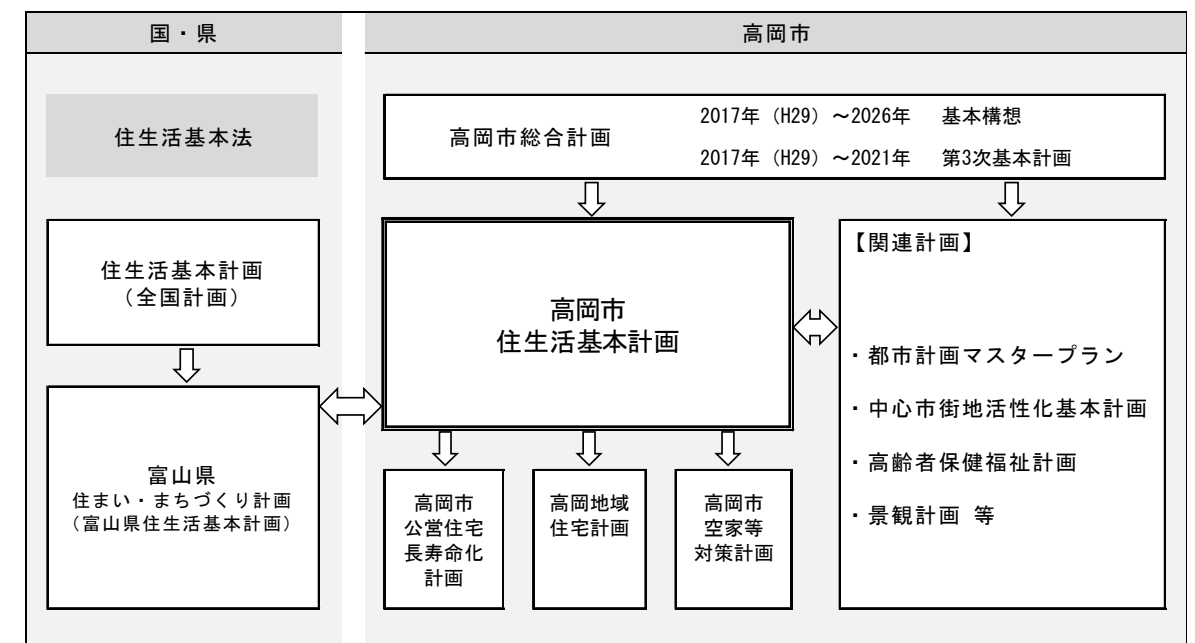 国・県
住生活基本法
住生活基本計画
（全国計画）
富山県
住まい・まちづくり計画
（富山県住生活基本計画）
高岡市
高岡市総合計画
2017年（H29）～2026年 基本構想
2017年（H29）～2021年 第3次基本計画
高岡市
住生活基本計画
高岡市
公営住宅
長寿命化
計画
高岡地域
住宅計画
高岡市
空家等
対策計画
【関連計画】
・都市計画マスタープラン
・中心市街地活性化基本計画
・高齢者保健福祉計画
・景観計画 等